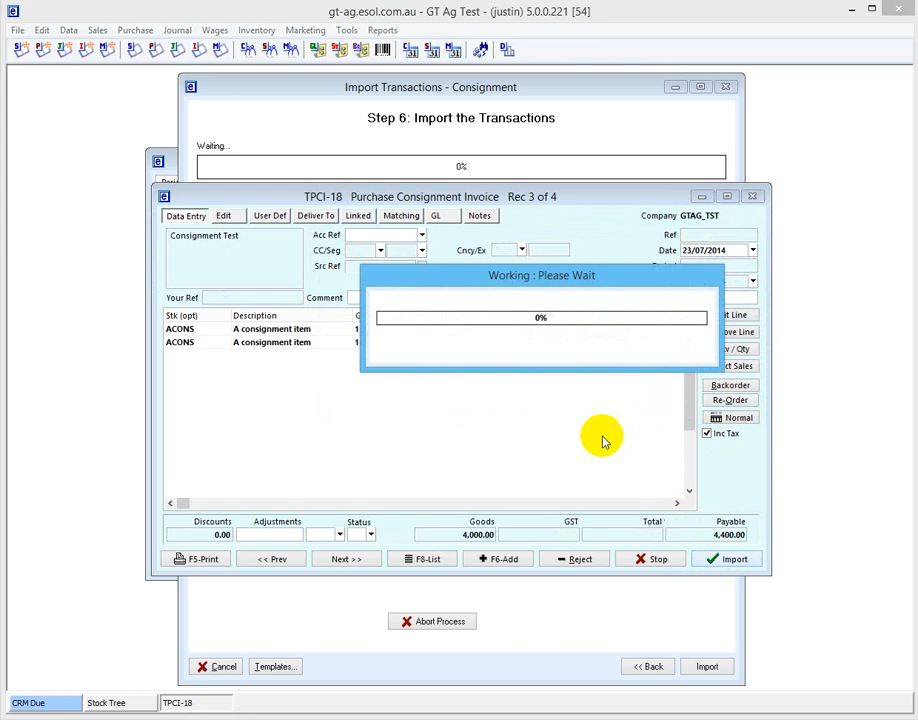 gt-ag.esol.com.au - GT Ag Test - (justin) 5.0.0.221 [54]
File Edit Data Sales Purchase Journal Wages Inventory Marketing Tools Reports
Import Transactions - Consignment
Step 6: Import the Transactions
Waiting...
0%
TPCI-18 Purchase Consignment Invoice Rec 3 of 4
Data Entry Edit User Def Deliver To Linked Matching GL Notes Company GTAG_TST
Consignment Test
Acc Ref
Ref
CC/Seg
Cncy/Ex
Date 23/07/2014
Src Ref
Working : Please Wait
0%
Your Ref
Comment
Stk (opt) Description
ACONS A consignment item
ACONS A consignment item
Backorder
Re-Order
Normal
Inc Tax
Discounts Adjustments Status Goods GST Total Payable
0.00 4,000.00 4,400.00
F5-Print << Prev Next >> F8-List F6-Add Reject Stop Import
Abort Process
Cancel Templates... << Back Import
CRM Due Stock Tree TPCI-18